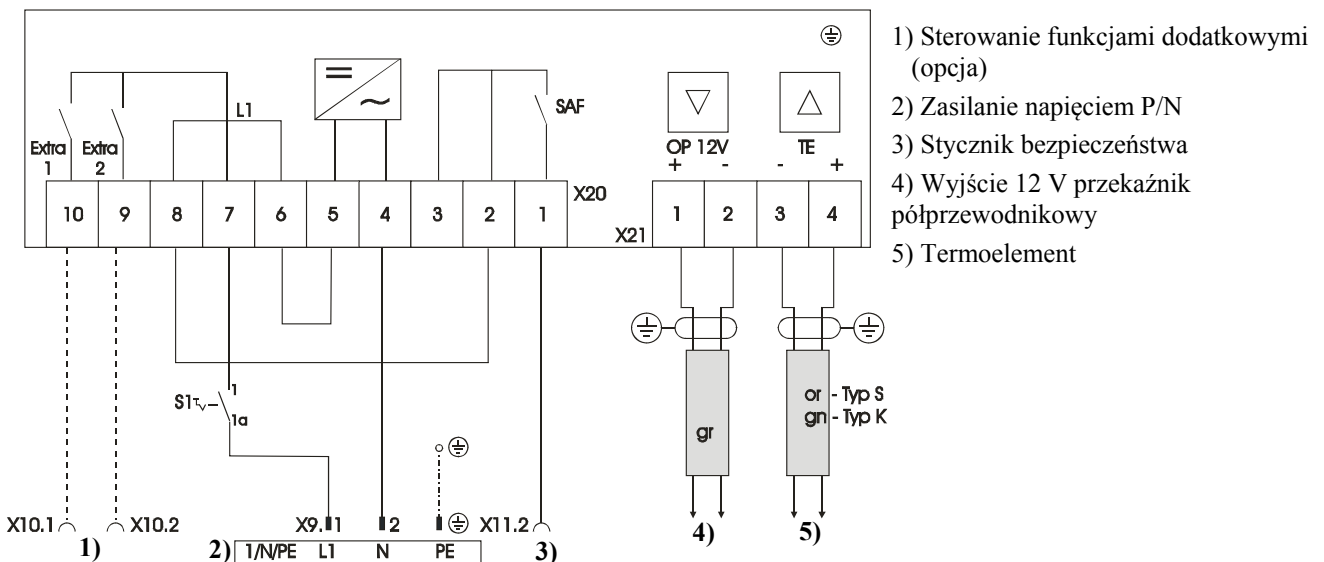 1) Sterowanie funkcjami dodatkowymi
(opcja)
2) Zasilanie napięciem P/N
3) Stycznik bezpieczeństwa
4) Wyjście 12 V przekaźnik
półprzewodnikowy
5) Termoelement
L1
SAF
Extra Extra
1 2
OP 12V TE
+ - - +
X20
10 9 8 7 6 5 4 3 2 1
X21
1 2 3 4
S1
1
1a
gr
or - Typ S
gn - Typ K
X10.1 X10.2 X9.1 2 X11.2
1) 2) 3) 4) 5)
1/N/PE L1 N PE